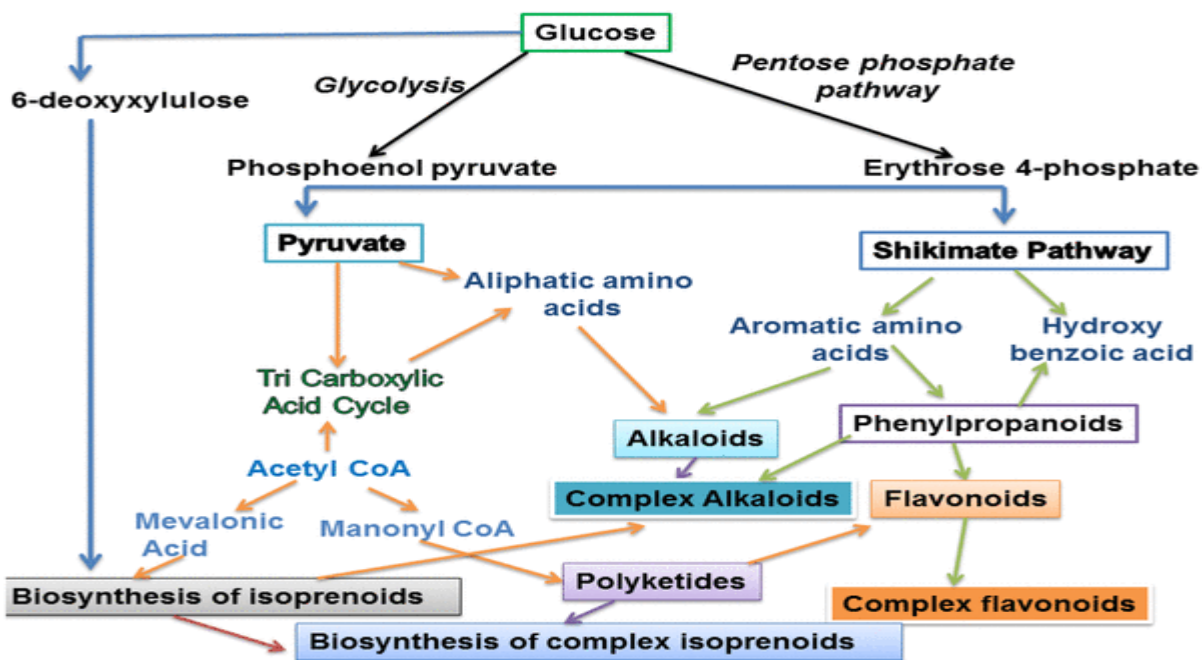 Glucose
Glycolysis
Pentose phosphate
pathway
6-deoxyxylulose
Phosphoenol pyruvate
Erythrose 4-phosphate
Pyruvate
Shikimate Pathway
Aliphatic amino
acids
Aromatic amino
acids
Hydroxy
benzoic acid
Tri Carboxylic
Acid Cycle
Alkaloids
Phenylpropanoids
Acetyl CoA
Complex Alkaloids
Flavonoids
Mevalonic
Acid
Manonyl CoA
Biosynthesis of isoprenoids
Polyketides
Complex flavonoids
Biosynthesis of complex isoprenoids